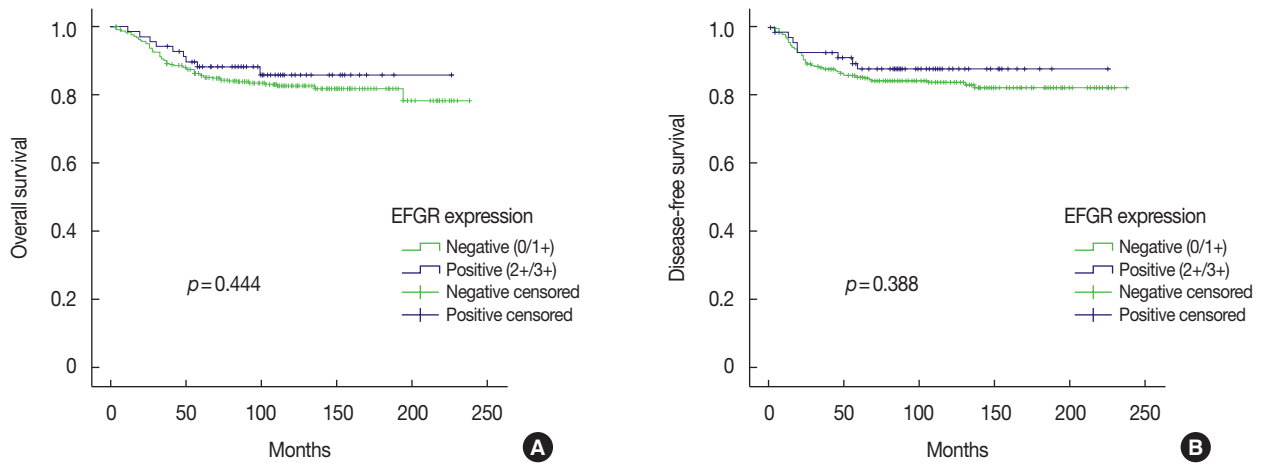 1.0
0.8
0.6
0.4
0.2
0
Overall survival
EFGR expression
Negative (0/1+)
Positive (2+/3+)
Negative censored
Positive censored
p=0.444
0 50 100 150 200 250
Months
A
1.0
0.8
0.6
0.4
0.2
0
Disease-free survival
EFGR expression
Negative (0/1+)
Positive (2+/3+)
Negative censored
Positive censored
p=0.388
0 50 100 150 200 250
Months
B